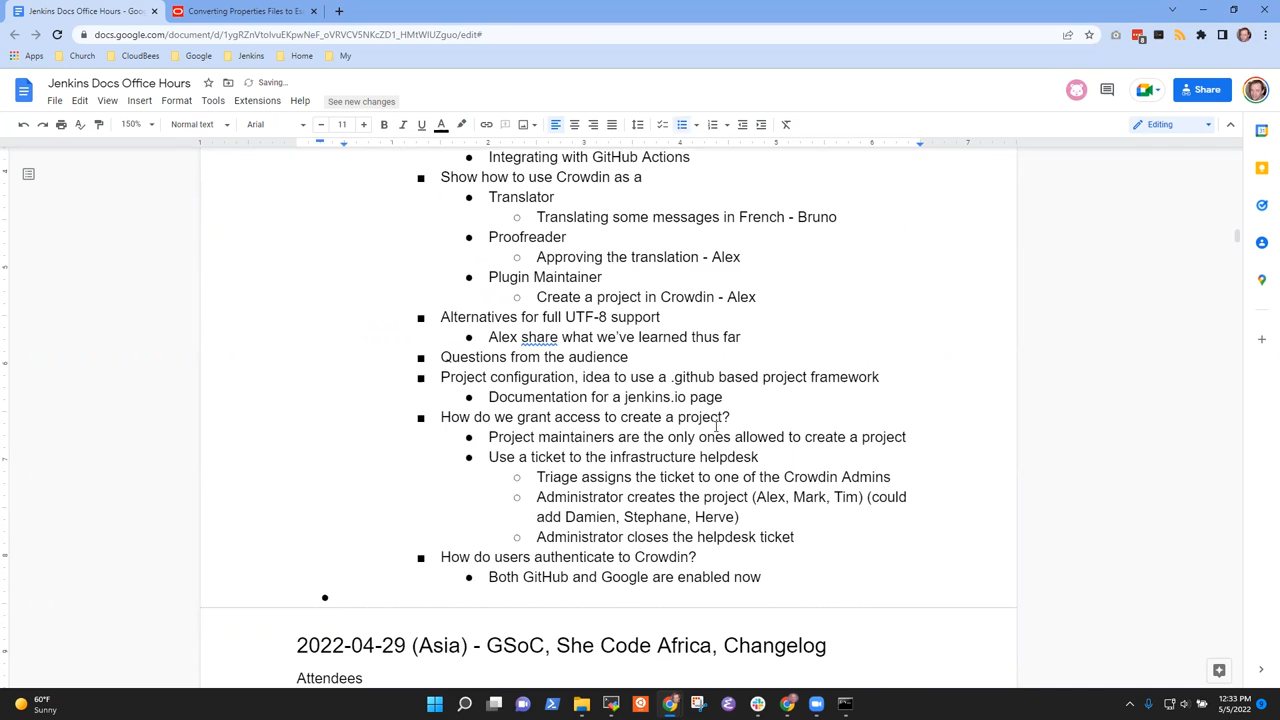 Jenkins Docs Office Hours - Goog
Converting Properties Files to Es
docs.google.com/document/d/1ygRZnVtoIvuEKpwNeF_oVRVCV5NKcZD1_HMtWIUZguo/edit#
Apps Church CloudBees Google Jenkins Home My
Jenkins Docs Office Hours Saving...
File Edit View Insert Format Tools Extensions Help See new changes
Share
150% Normal text Arial 11 Editing
Integrating with GitHub Actions
Show how to use Crowdin as a
Translator
Translating some messages in French - Bruno
Proofreader
Approving the translation - Alex
Plugin Maintainer
Create a project in Crowdin - Alex
Alternatives for full UTF-8 support
Alex share what we've learned thus far
Questions from the audience
Project configuration, idea to use a .github based project framework
Documentation for a jenkins.io page
How do we grant access to create a project?
Project maintainers are the only ones allowed to create a project
Use a ticket to the infrastructure helpdesk
Triage assigns the ticket to one of the Crowdin Admins
Administrator creates the project (Alex, Mark, Tim) (could
add Damien, Stephane, Herve)
Administrator closes the helpdesk ticket
How do users authenticate to Crowdin?
Both GitHub and Google are enabled now
2022-04-29 (Asia) - GSoC, She Code Africa, Changelog
Attendees
60°F
Sunny
12:33 PM
5/5/2022